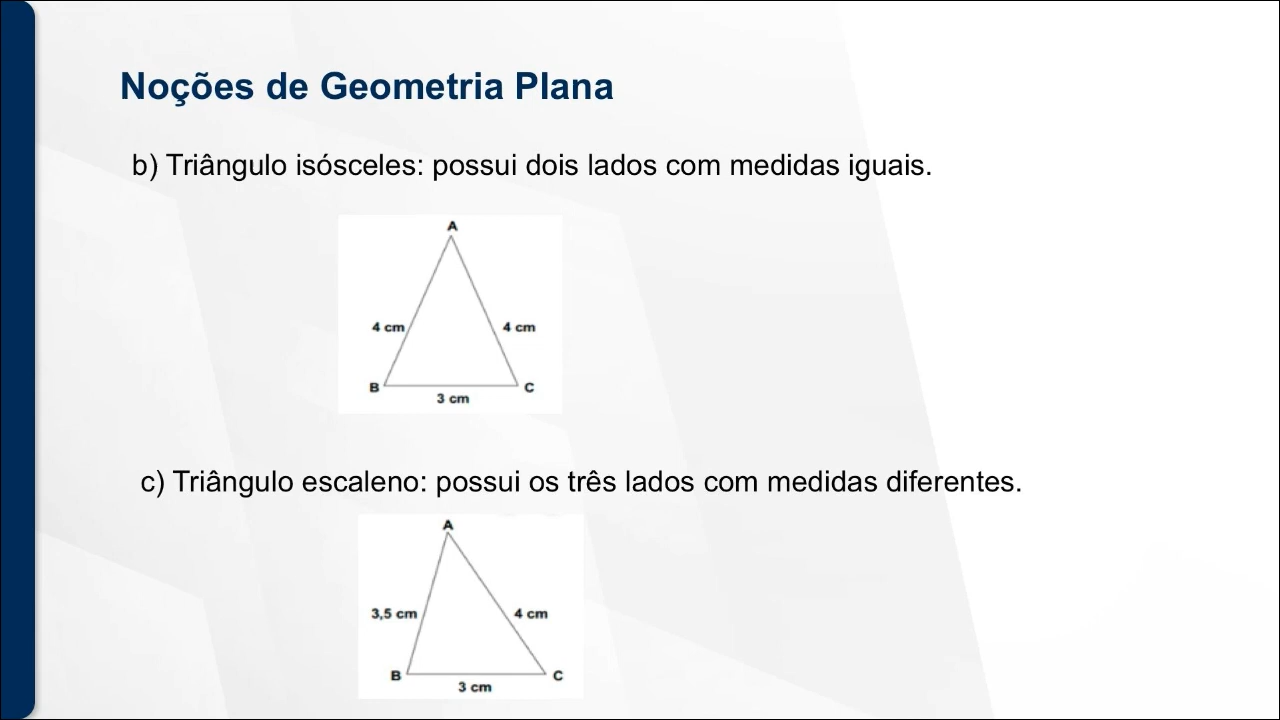 Noções de Geometria Plana
b) Triângulo isósceles: possui dois lados com medidas iguais.
A
4 cm
4 cm
B
C
3 cm
c) Triângulo escaleno: possui os três lados com medidas diferentes.
A
3,5 cm
4 cm
B
C
3 cm